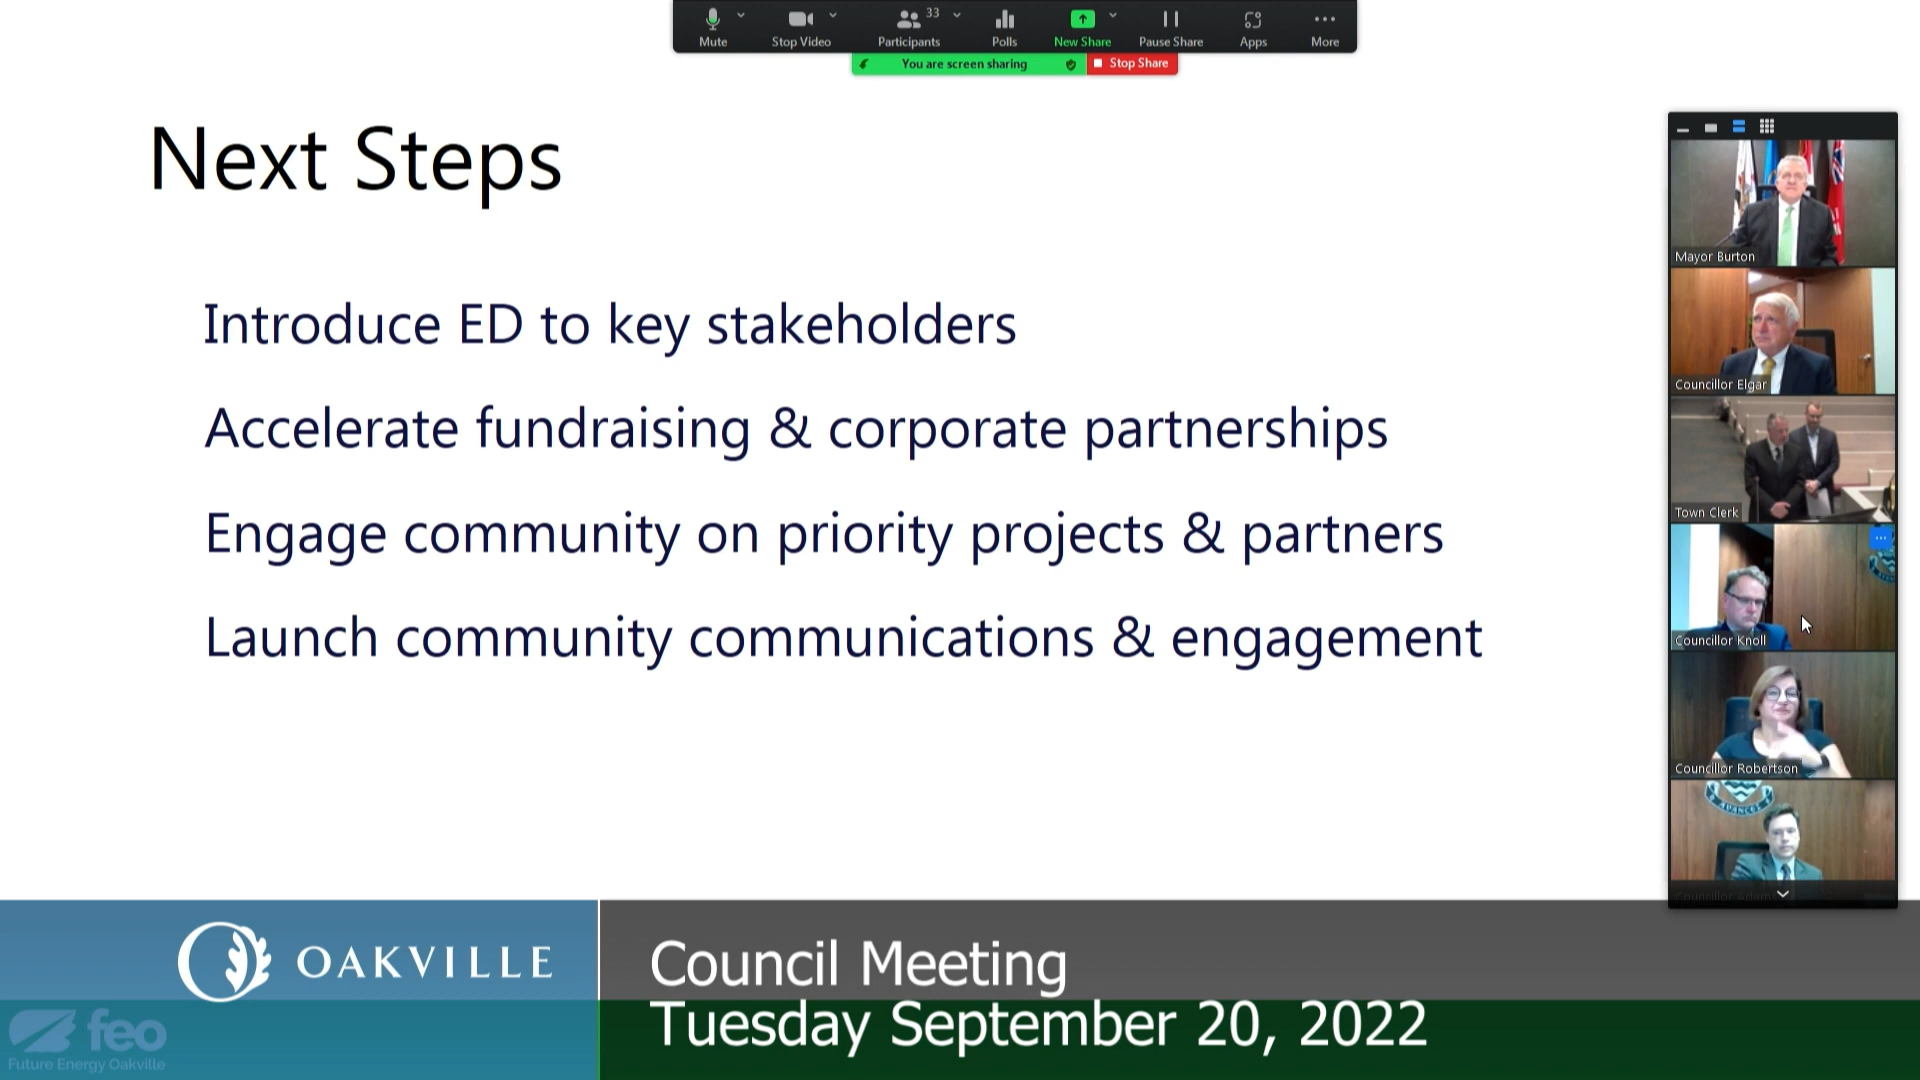 Mute
Stop Video
Participants
33
Polls
New Share
Pause Share
Apps
More
You are screen sharing
Stop Share
Next Steps
Introduce ED to key stakeholders
Accelerate fundraising & corporate partnerships
Engage community on priority projects & partners
Launch community communications & engagement
Mayor Burton
Councillor Elgar
Town Clerk
Councillor Knoll
Councillor Robertson
AVANCEZ
OAKVILLE
Council Meeting
Tuesday September 20, 2022
feo
Future Energy Oakville